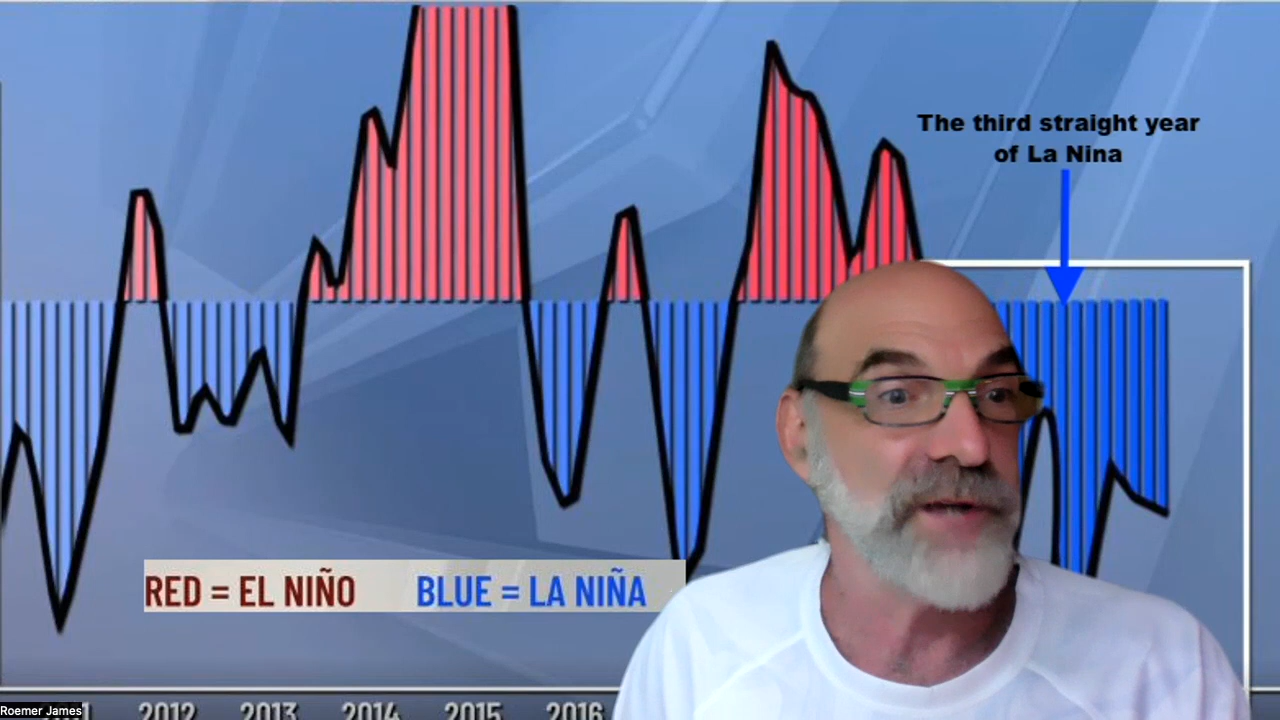 The third straight year
of La Nina
RED = EL NIÑO BLUE = LA NIÑA
Roemer James
2012 2013 2014 2015 2016